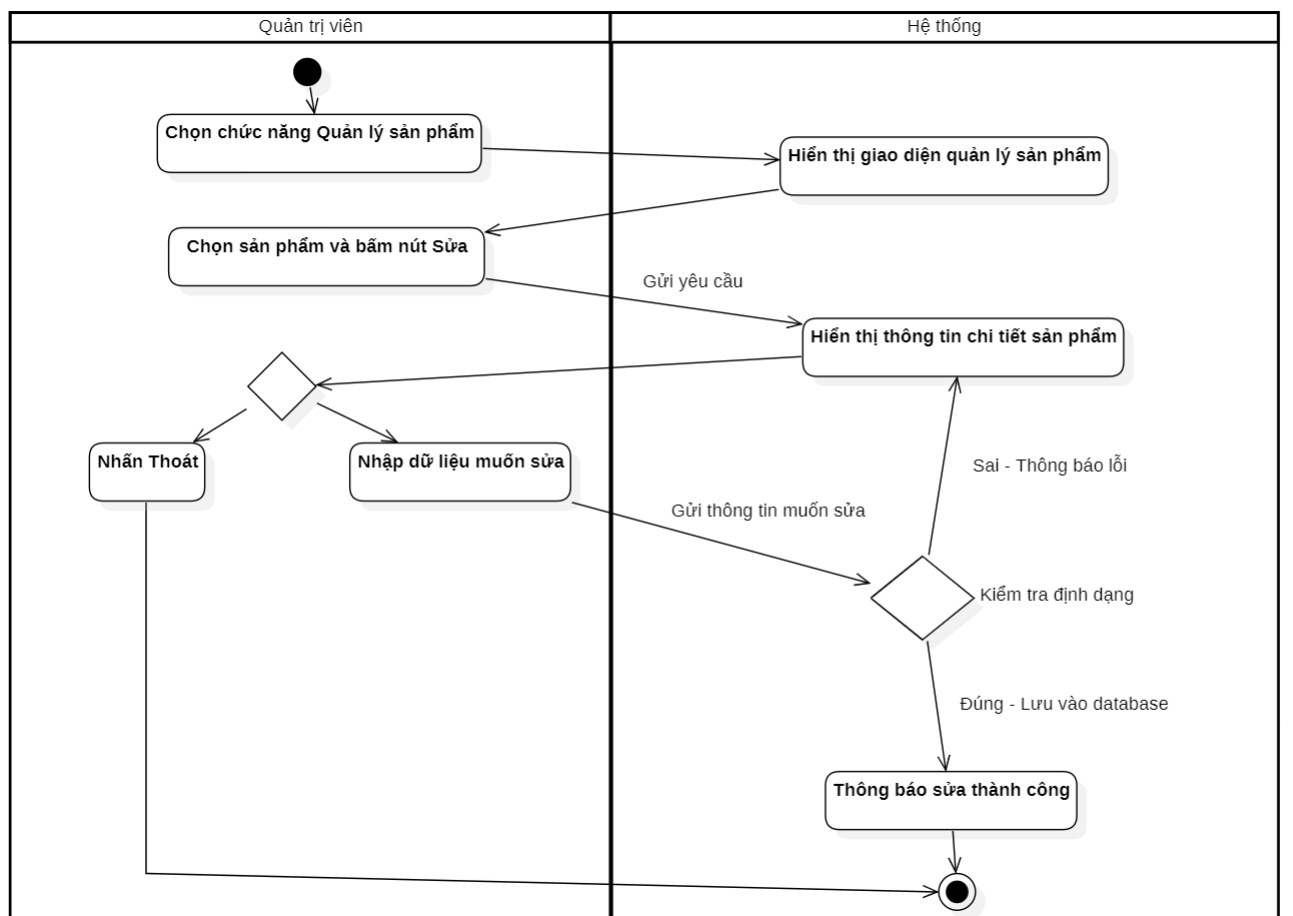 Quản trị viên
Hệ thống
Chọn chức năng Quản lý sản phẩm
Hiển thị giao diện quản lý sản phẩm
Chọn sản phẩm và bấm nút Sửa
Gửi yêu cầu
Hiển thị thông tin chi tiết sản phẩm
Nhấn Thoát
Nhập dữ liệu muốn sửa
Sai - Thông báo lỗi
Gửi thông tin muốn sửa
Kiểm tra định dạng
Đúng - Lưu vào database
Thông báo sửa thành công